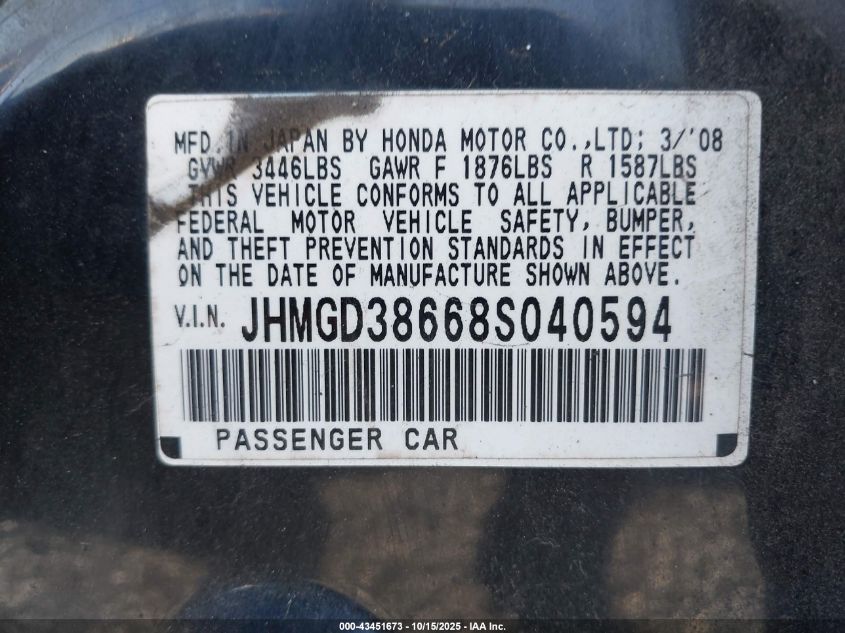 MFD. IN JAPAN BY HONDA MOTOR CO.,LTD; 3/'08
GVWR 3446LBS GAWR F 1876LBS R 1587LBS
THIS VEHICLE CONFORMS TO ALL APPLICABLE
FEDERAL MOTOR VEHICLE SAFETY, BUMPER,
AND THEFT PREVENTION STANDARDS IN EFFECT
ON THE DATE OF MANUFACTURE SHOWN ABOVE.
V.I.N. JHMGD38668S040594
PASSENGER CAR
000-43451673 - 10/15/2025 - IAA Inc.